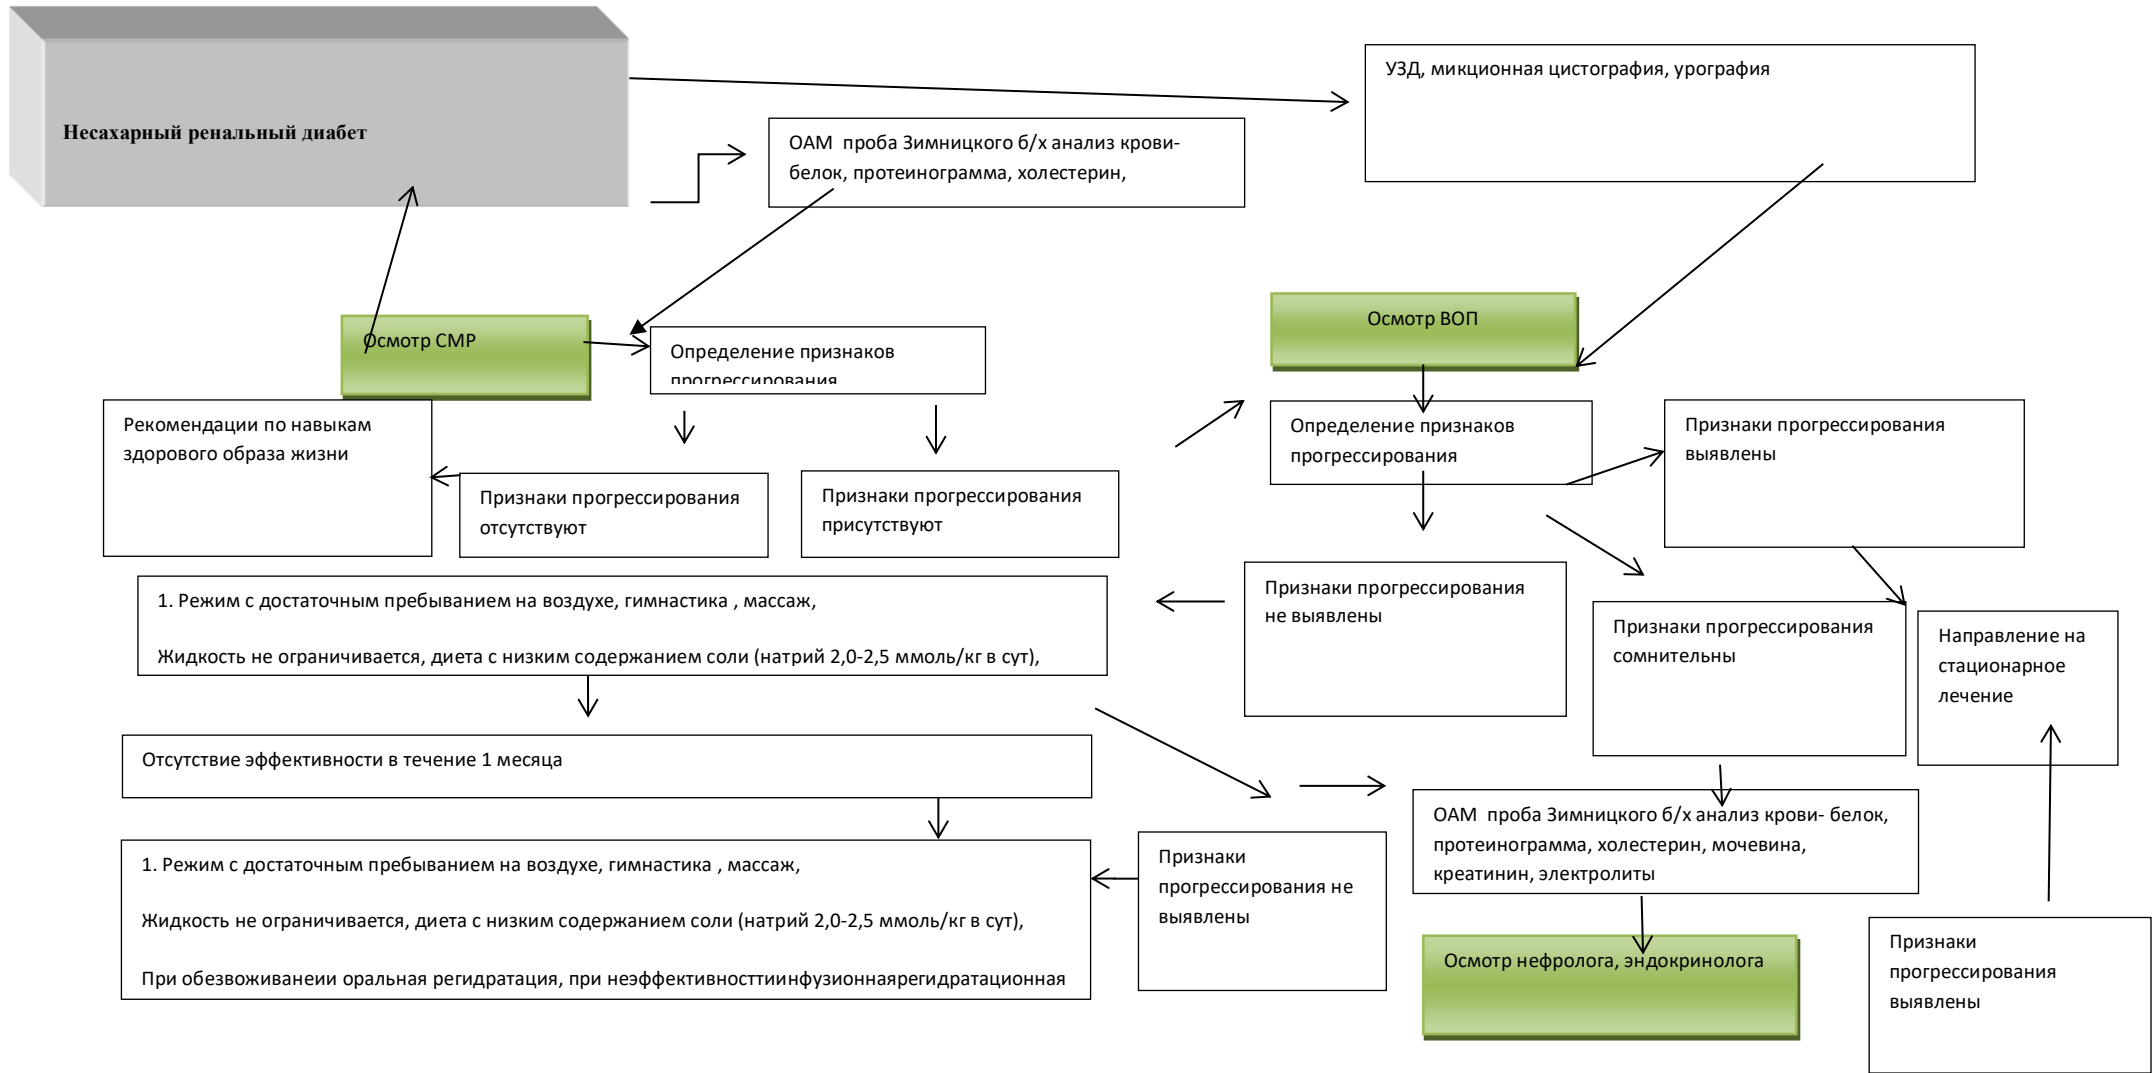 Несахарный ренальный диабет
УЗД, микционная цистография, урография
ОАМ  проба Зимницкого б/х анализ крови-
белок, протеинограмма, холестерин,
Осмотр СМР
Определение признаков
прогрессирования
Осмотр ВОП
Рекомендации по навыкам
здорового образа жизни
Признаки прогрессирования
отсутствуют
Признаки прогрессирования
присутствуют
Определение признаков
прогрессирования
Признаки прогрессирования
выявлены
1. Режим с достаточным пребыванием на воздухе, гимнастика , массаж,
Жидкость не ограничивается, диета с низким содержанием соли (натрий 2,0-2,5 ммоль/кг в сут),
Признаки прогрессирования
не выявлены
Признаки прогрессирования
сомнительны
Направление на
стационарное
лечение
Отсутствие эффективности в течение 1 месяца
1. Режим с достаточным пребыванием на воздухе, гимнастика , массаж,
Жидкость не ограничивается, диета с низким содержанием соли (натрий 2,0-2,5 ммоль/кг в сут),
При обезвоживанеии оральная регидратация, при неэффективносттиинфузионнаярегидратационная
Признаки
прогрессирования не
выявлены
ОАМ  проба Зимницкого б/х анализ крови- белок,
протеинограмма, холестерин, мочевина,
креатинин, электролиты
Осмотр нефролога, эндокринолога
Признаки
прогрессирования
выявлены